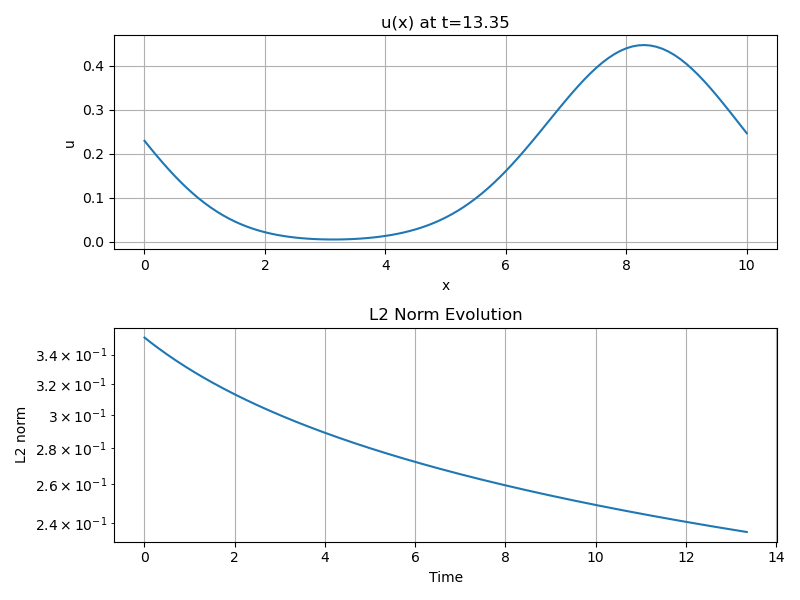 u(x) at t=13.35
u
0.4
0.3
0.2
0.1
0.0
0 2 4 6 8 10
x
L2 Norm Evolution
L2 norm
3.4 × 10⁻¹
3.2 × 10⁻¹
3 × 10⁻¹
2.8 × 10⁻¹
2.6 × 10⁻¹
2.4 × 10⁻¹
0 2 4 6 8 10 12 14
Time